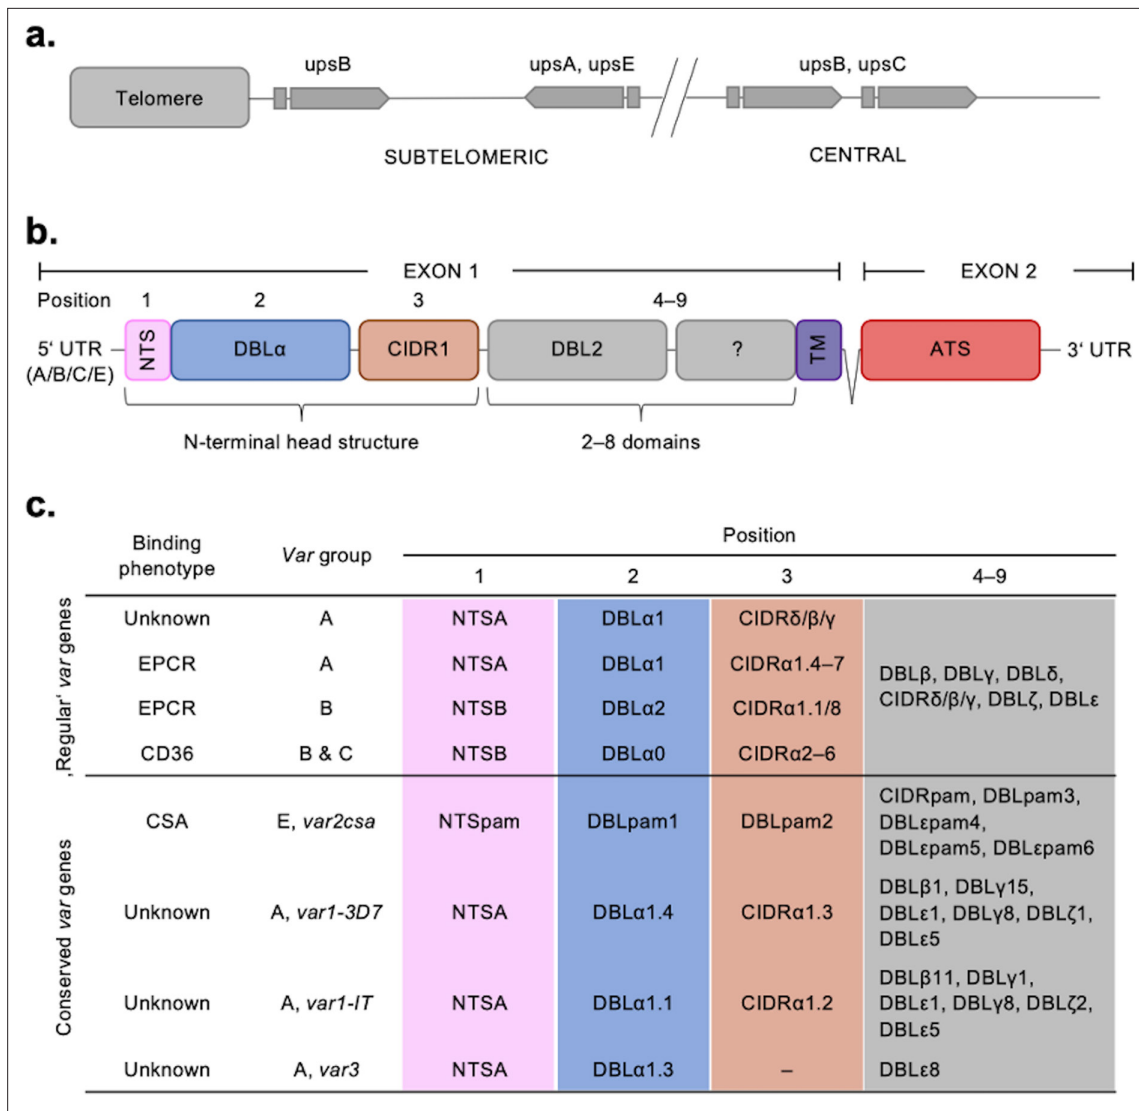 a.
upsB
upsA, upsE
upsB, upsC
Telomere
SUBTELOMERIC
CENTRAL
b.
EXON 1
EXON 2
Position
1
2
3
4–9
5‘ UTR
(A/B/C/E)
NTS
DBLα
CIDR1
DBL2
?
TM
ATS
3‘ UTR
N-terminal head structure
2–8 domains
c.
Binding
phenotype
Var group
Position
1
2
3
4–9
‚Regular‘ var genes
Unknown A NTSA DBLα1 CIDRδ/β/γ
EPCR A NTSA DBLα1 CIDRα1.4–7
EPCR B NTSB DBLα2 CIDRα1.1/8
CD36 B & C NTSB DBLα0 CIDRα2–6
DBLβ, DBLγ, DBLδ,
CIDRδ/β/γ, DBLζ, DBLε
Conserved var genes
CSA E, var2csa NTSpam DBLpam1 DBLpam2
CIDRpam, DBLpam3,
DBLεpam4,
DBLεpam5, DBLεpam6
Unknown A, var1-3D7 NTSA DBLα1.4 CIDRα1.3
DBLβ1, DBLγ15,
DBLε1, DBLγ8, DBLζ1,
DBLε5
Unknown A, var1-IT NTSA DBLα1.1 CIDRα1.2
DBLβ11, DBLγ1,
DBLε1, DBLγ8, DBLζ2,
DBLε5
Unknown A, var3 NTSA DBLα1.3 – DBLε8